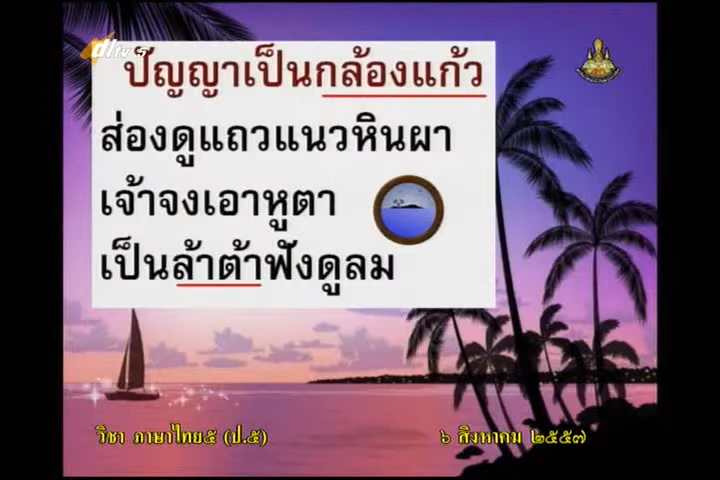 dltv 5
ปัญญาเป็นกล้องแก้ว
ส่องดูแถวแนวหินผา
เจ้าจงเอาหูตา
เป็นล้าต้าฟังดูลม
วิชา ภาษาไทย๕ (ป.๕)
๖ สิงหาคม ๒๕๕๗